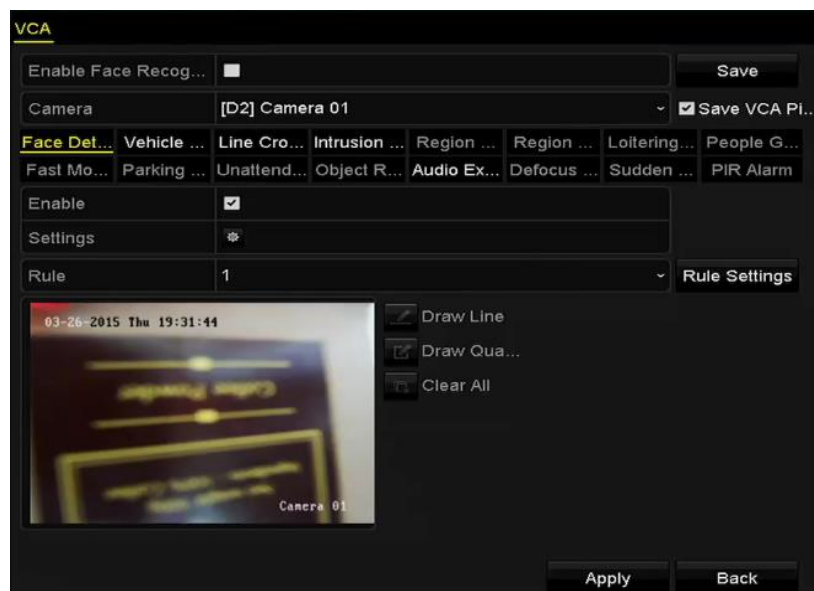 VCA
Enable Face Recog...
Save
Camera [D2] Camera 01
Save VCA Pi..
Face Det... Vehicle ... Line Cro... Intrusion ... Region ... Region ... Loitering... People G...
Fast Mo... Parking ... Unattend... Object R... Audio Ex... Defocus ... Sudden ... PIR Alarm
Enable
Settings
Rule 1 Rule Settings
03-26-2015 Thu 19:31:44
Draw Line
Draw Qua...
Clear All
Camera 01
Apply Back